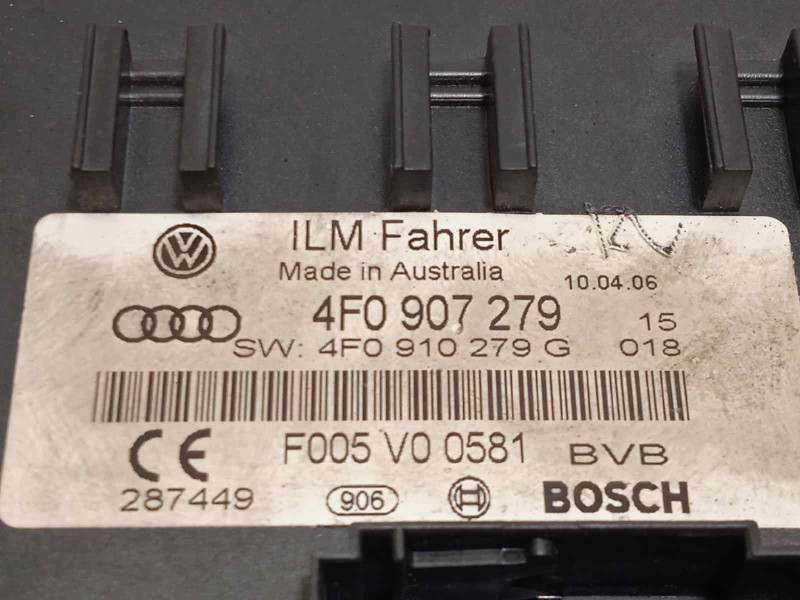 ILM Fahrer
Made in Australia 10.04.06
4F0 907 279 15
SW: 4F0 910 279 G 018
F005 V0 0581 BVB
CE
287449 906 BOSCH